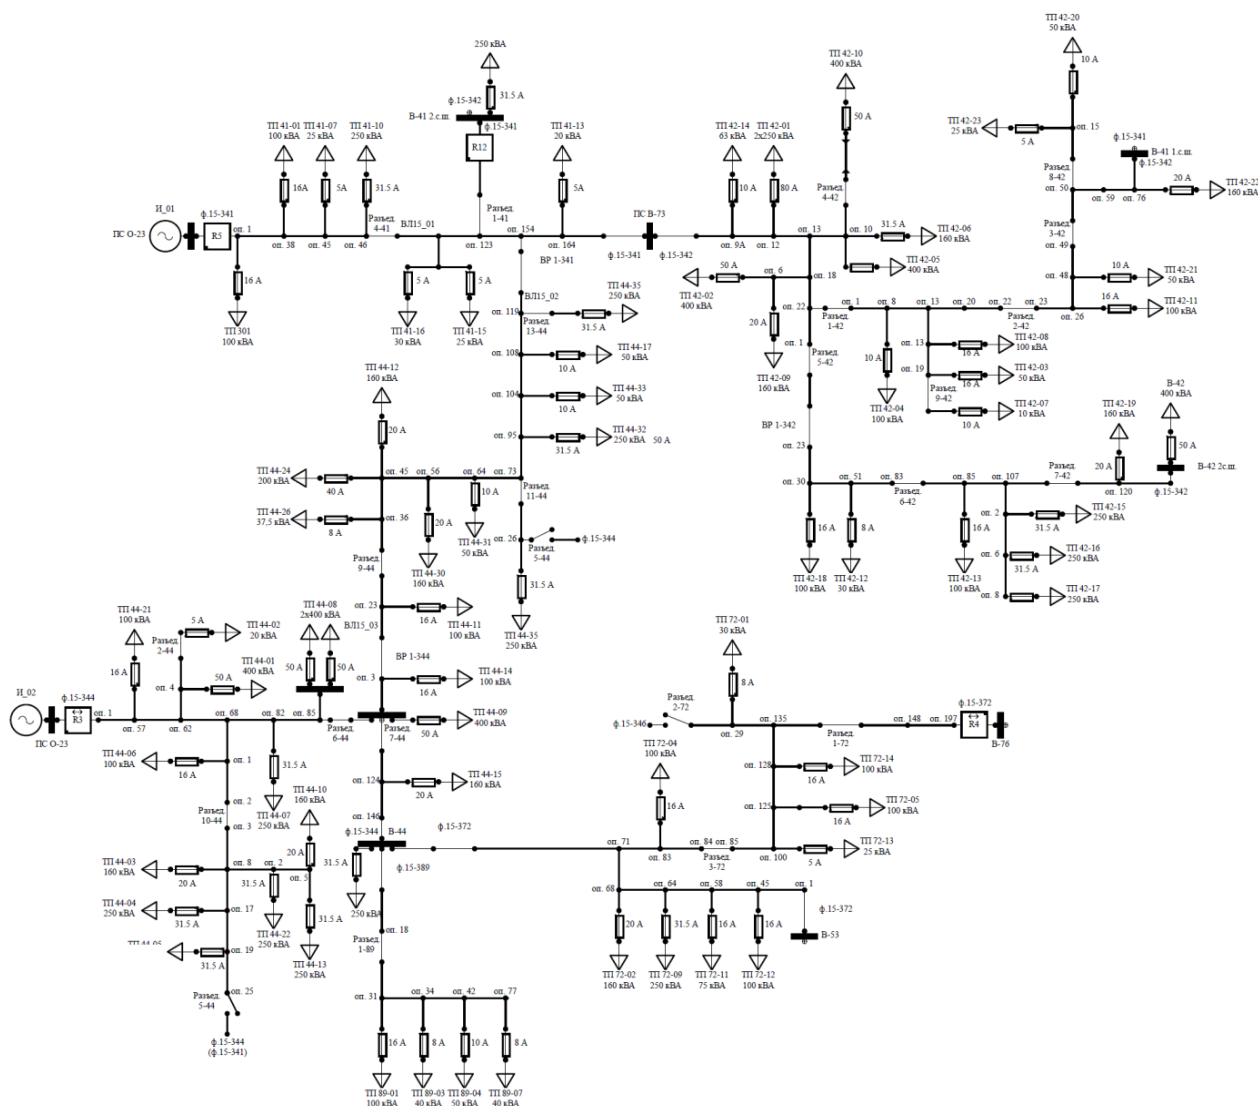 250 кВА
31.5 А
ф.15-342
В-41 2.с.ш.
ф.15-341
R12
ТП 41-01
100 кВА
ТП 41-07
25 кВА
ТП 41-10
250 кВА
ТП 41-13
20 кВА
16А
5А
31.5 А
5А
И_01
ф.15-341
ПС О-23
R5
оп. 1
оп. 38
оп. 45
оп. 46
Разъед.
4-41
ВЛ15_01
оп. 123
Разъед.
1-41
оп. 154
оп. 164
ВР 1-341
ПС В-73
ф.15-341
ф.15-342
16 А
ТП 301
100 кВА
5 А
5 А
ТП 41-16
30 кВА
ТП 41-15
25 кВА
ТП 42-14
63 кВА
ТП 42-01
2х250 кВА
10 А
80 А
оп. 9А
оп. 12
ТП 42-10
400 кВА
50 А
Разъед.
4-42
оп. 13
оп. 10
31.5 А
ТП 42-06
160 кВА
ТП 42-05
400 кВА
40 А
50 А
оп. 6
оп. 18
ТП 42-02
400 кВА
20 А
ТП 42-09
160 кВА
оп. 22
оп. 1
Разъед.
1-42
оп. 8
оп. 13
оп. 20
оп. 22
оп. 23
Разъед.
2-42
оп. 26
10 А
ТП 42-04
100 кВА
оп. 13
16 А
ТП 42-08
100 кВА
оп. 19
16 А
ТП 42-03
50 кВА
Разъед.
9-42
10 А
ТП 42-07
10 кВА
ТП 42-20
50 кВА
10 А
ТП 42-23
25 кВА
5 А
оп. 15
Разъед.
8-42
оп. 50
ф.15-341
В-41 1.с.ш.
ф.15-342
оп. 59
оп. 76
20 А
ТП 42-22
160 кВА
Разъед.
3-42
оп. 49
оп. 48
10 А
ТП 42-21
50 кВА
16 А
ТП 42-11
100 кВА
оп. 1
Разъед.
5-42
ВР 1-342
оп. 23
оп. 30
оп. 51
оп. 83
Разъед.
6-42
оп. 85
оп. 107
Разъед.
7-42
ТП 42-19
160 кВА
20 А
оп. 120
В-42
400 кВА
50 А
В-42 2с.ш.
ф.15-342
16 А
ТП 42-18
100 кВА
8 А
ТП 42-12
30 кВА
16 А
ТП 42-13
100 кВА
оп. 2
31.5 А
ТП 42-15
250 кВА
оп. 6
31.5 А
ТП 42-16
250 кВА
оп. 8
ТП 42-17
250 кВА
ВЛ15_02
оп. 119
Разъед.
13-44
31.5 А
ТП 44-35
250 кВА
оп. 108
10 А
ТП 44-17
50 кВА
оп. 104
10 А
ТП 44-33
50 кВА
оп. 95
31.5 А
ТП 44-32
250 кВА
50 А
ТП 44-12
160 кВА
20 А
ТП 44-24
200 кВА
40 А
оп. 45
оп. 56
оп. 64
оп. 73
Разъед.
11-44
ТП 44-26
37,5 кВА
8 А
оп. 36
20 А
ТП 44-30
160 кВА
10 А
ТП 44-31
50 кВА
оп. 26
Разъед.
5-44
ф.15-344
31.5 А
ТП 44-35
250 кВА
Разъед.
9-44
оп. 23
16 А
ТП 44-11
100 кВА
ВЛ15_03
ВР 1-344
оп. 3
16 А
ТП 44-14
100 кВА
ТП 44-21
100 кВА
16 А
5 А
ТП 44-02
20 кВА
Разъед.
2-44
оп. 4
50 А
ТП 44-01
400 кВА
ТП 44-08
2х400 кВА
50 А
50 А
И_02
ф.15-344
ПС О-23
R3
оп. 1
оп. 57
оп. 62
оп. 68
оп. 82
оп. 85
Разъед.
6-44
Разъед.
7-44
50 А
ТП 44-09
400 кВА
ТП 44-06
100 кВА
16 А
оп. 1
31.5 А
ТП 44-07
250 кВА
оп. 2
Разъед.
10-44
оп. 3
ТП 44-10
160 кВА
20 А
ТП 44-03
160 кВА
20 А
оп. 8
оп. 2
оп. 5
31.5 А
ТП 44-22
250 кВА
31.5 А
ТП 44-13
250 кВА
ТП 44-04
250 кВА
31.5 А
оп. 17
ТП 44-05
31.5 А
оп. 19
оп. 25
Разъед.
5-44
ф.15-344
(ф.15-341)
оп. 124
20 А
ТП 44-15
160 кВА
оп. 146
ф.15-344
В-44
ф.15-372
ф.15-389
31.5 А
250 кВА
оп. 18
Разъед.
1-89
оп. 31
оп. 34
оп. 42
оп. 77
16 А
8 А
10 А
8 А
ТП 89-01
100 кВА
ТП 89-03
40 кВА
ТП 89-04
50 кВА
ТП 89-07
40 кВА
ТП 72-01
30 кВА
8 А
Разъед.
2-72
ф.15-346
оп. 29
оп. 135
Разъед.
1-72
оп. 148
оп. 197
ф.15-372
R4
В-76
ТП 72-04
100 кВА
16 А
оп. 128
16 А
ТП 72-14
100 кВА
оп. 125
16 А
ТП 72-05
100 кВА
оп. 71
оп. 83
оп. 84
оп. 85
Разъед.
3-72
оп. 100
5 А
ТП 72-13
25 кВА
оп. 68
оп. 64
оп. 58
оп. 45
оп. 1
ф.15-372
В-53
20 А
31.5 А
16 А
16 А
ТП 72-02
160 кВА
ТП 72-09
250 кВА
ТП 72-11
75 кВА
ТП 72-12
100 кВА